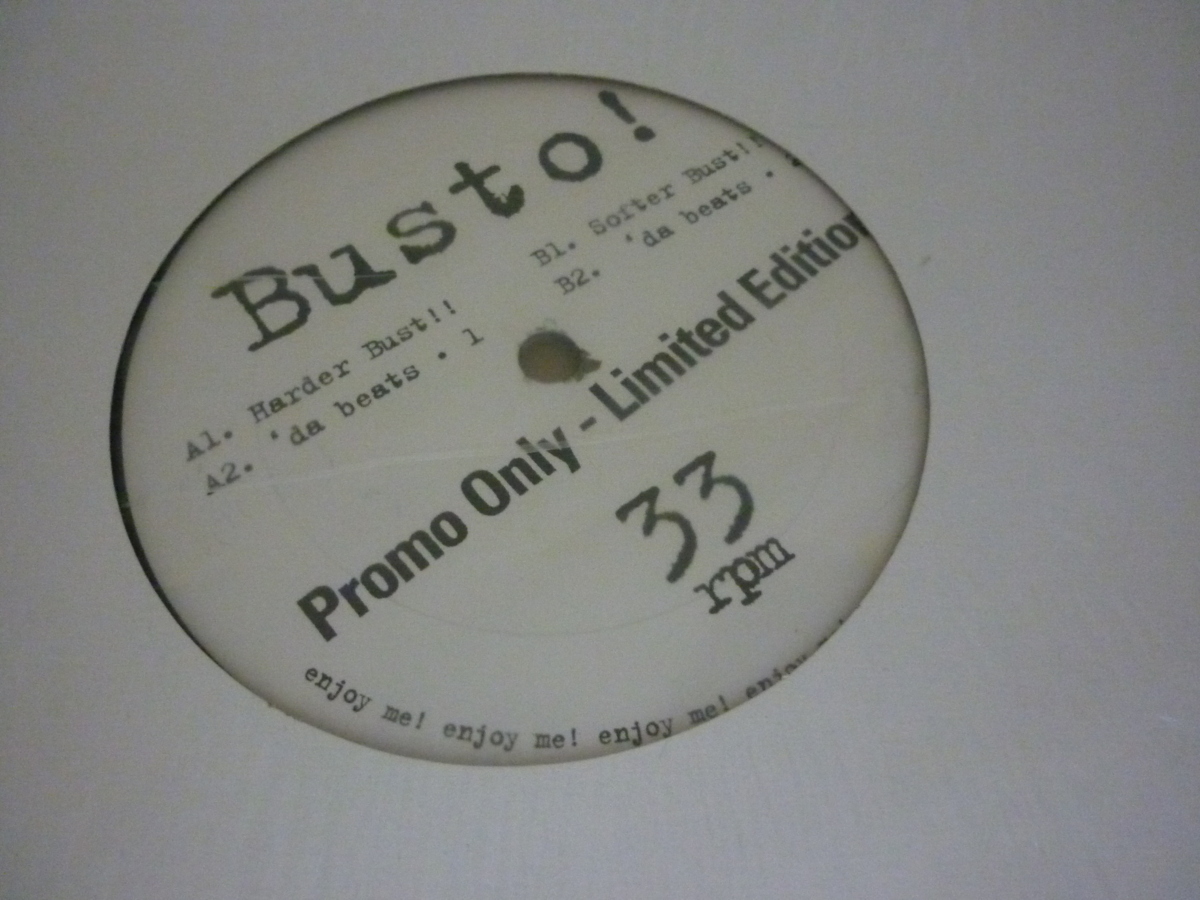 Busto!
A1. Harder Bust!!
A2. 'da beats • 1
B1. Softer Bust!!
B2. 'da beats •
Promo Only - Limited Edition
33
rpm
enjoy me! enjoy me! enjoy me! enjoy